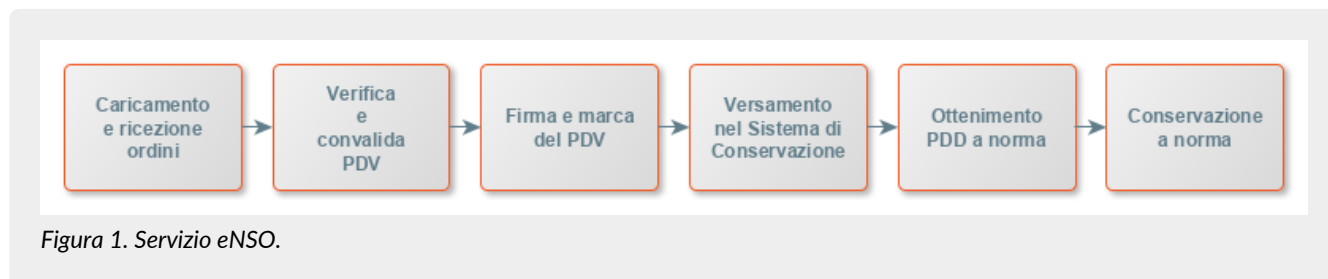 Caricamento
e ricezione
ordini
Verifica
e
convalida
PDV
Firma e marca
del PDV
Versamento
nel Sistema di
Conservazione
Ottenimento
PDD a norma
Conservazione
a norma
Figura 1. Servizio eNSO.